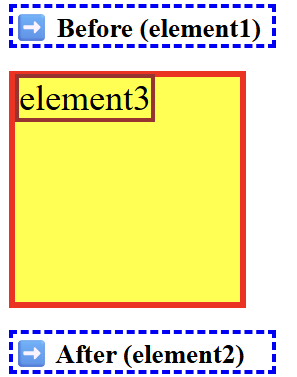 ➡️ Before (element1)
element3
➡️ After (element2)